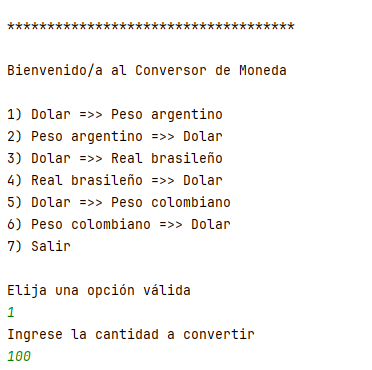 ************************************
Bienvenido/a al Conversor de Moneda
1) Dolar =>> Peso argentino
2) Peso argentino =>> Dolar
3) Dolar =>> Real brasileño
4) Real brasileño =>> Dolar
5) Dolar =>> Peso colombiano
6) Peso colombiano =>> Dolar
7) Salir
Elija una opción válida
1
Ingrese la cantidad a convertir
100